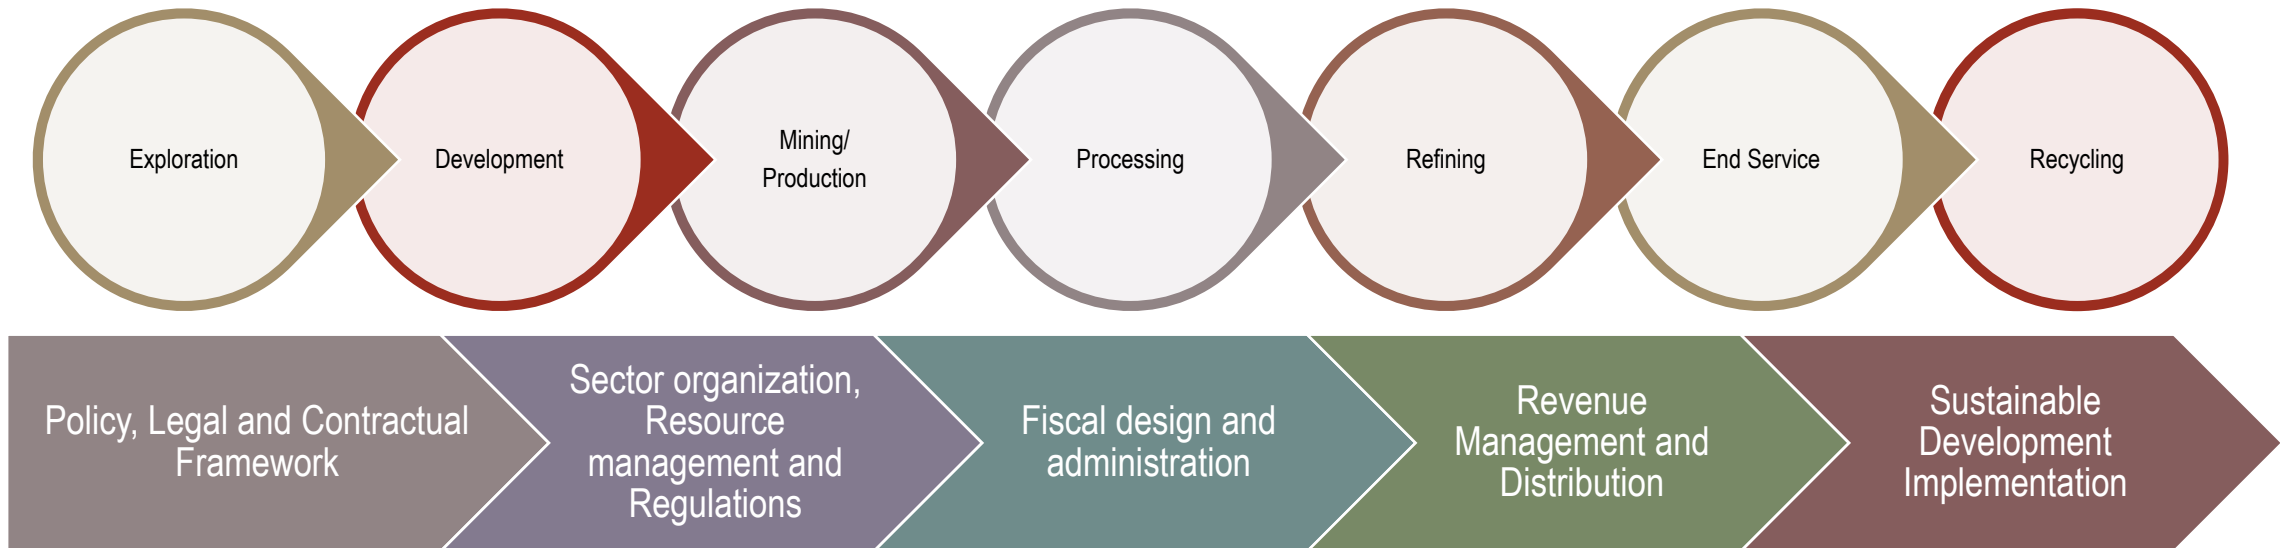 Exploration
Development
Mining/
Production
Processing
Refining
End Service
Recycling
Policy, Legal and Contractual
Framework
Sector organization,
Resource
management and
Regulations
Fiscal design and
administration
Revenue
Management and
Distribution
Sustainable
Development
Implementation